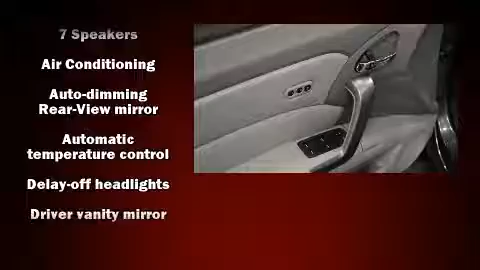 7 Speakers
Air Conditioning
Auto-dimming
Rear-View mirror
Automatic
temperature control
Delay-off headlights
Driver vanity mirror